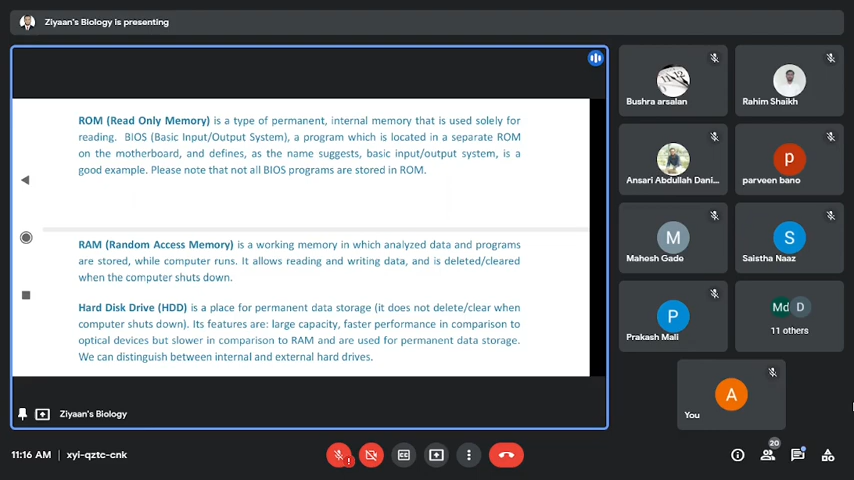 Ziyaan's Biology is presenting
ROM (Read Only Memory) is a type of permanent, internal memory that is used solely for
reading. BIOS (Basic Input/Output System), a program which is located in a separate ROM
on the motherboard, and defines, as the name suggests, basic input/output system, is a
good example. Please note that not all BIOS programs are stored in ROM.
RAM (Random Access Memory) is a working memory in which analyzed data and programs
are stored, while computer runs. It allows reading and writing data, and is deleted/cleared
when the computer shuts down.
Hard Disk Drive (HDD) is a place for permanent data storage (it does not delete/clear when
computer shuts down). Its features are: large capacity, faster performance in comparison to
optical devices but slower in comparison to RAM and are used for permanent data storage.
We can distinguish between internal and external hard drives.
Ziyaan's Biology
Bushra arsalan
Rahim Shaikh
Ansari Abdullah Dani...
p
parveen bano
M
Mahesh Gade
S
Saistha Naaz
P
Prakash Mali
Md D
11 others
A
You
11:16 AM | xyi-qztc-cnk
20